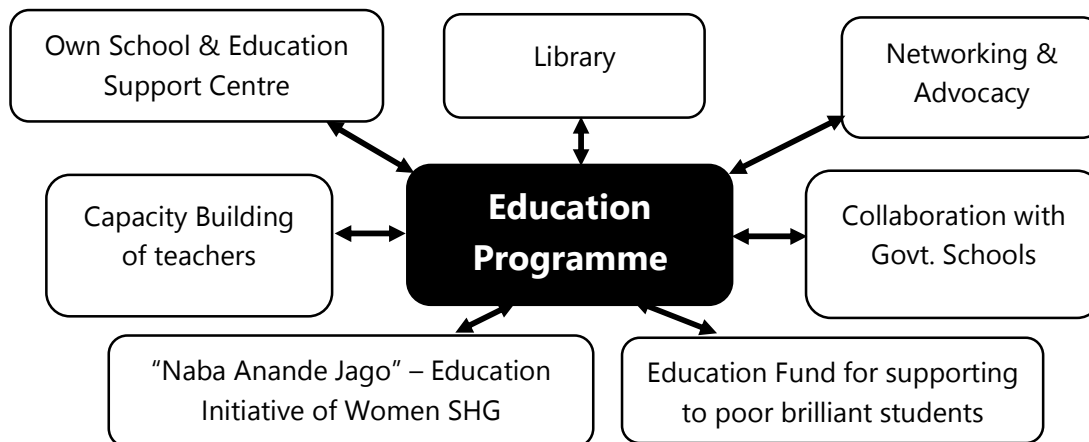 Own School & Education
Support Centre
Library
Networking &
Advocacy
Capacity Building
of teachers
Education
Programme
Collaboration with
Govt. Schools
“Naba Anande Jago” – Education
Initiative of Women SHG
Education Fund for supporting
to poor brilliant students